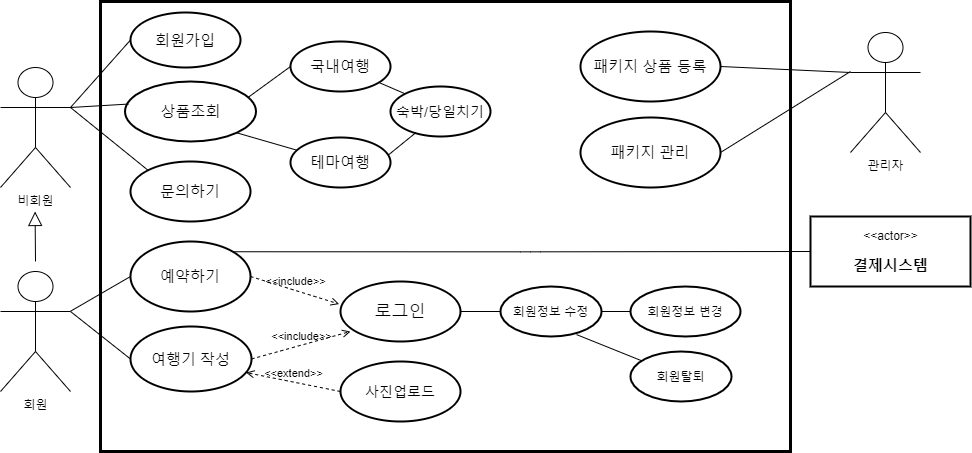 회원가입
국내여행
패키지 상품 등록
상품조회
숙박/당일치기
테마여행
패키지 관리
관리자
문의하기
비회원
<<actor>>
결제시스템
예약하기
<<include>>
로그인
회원정보 수정
회원정보 변경
<<include>>
여행기 작성
<<extend>>
회원탈퇴
사진업로드
회원